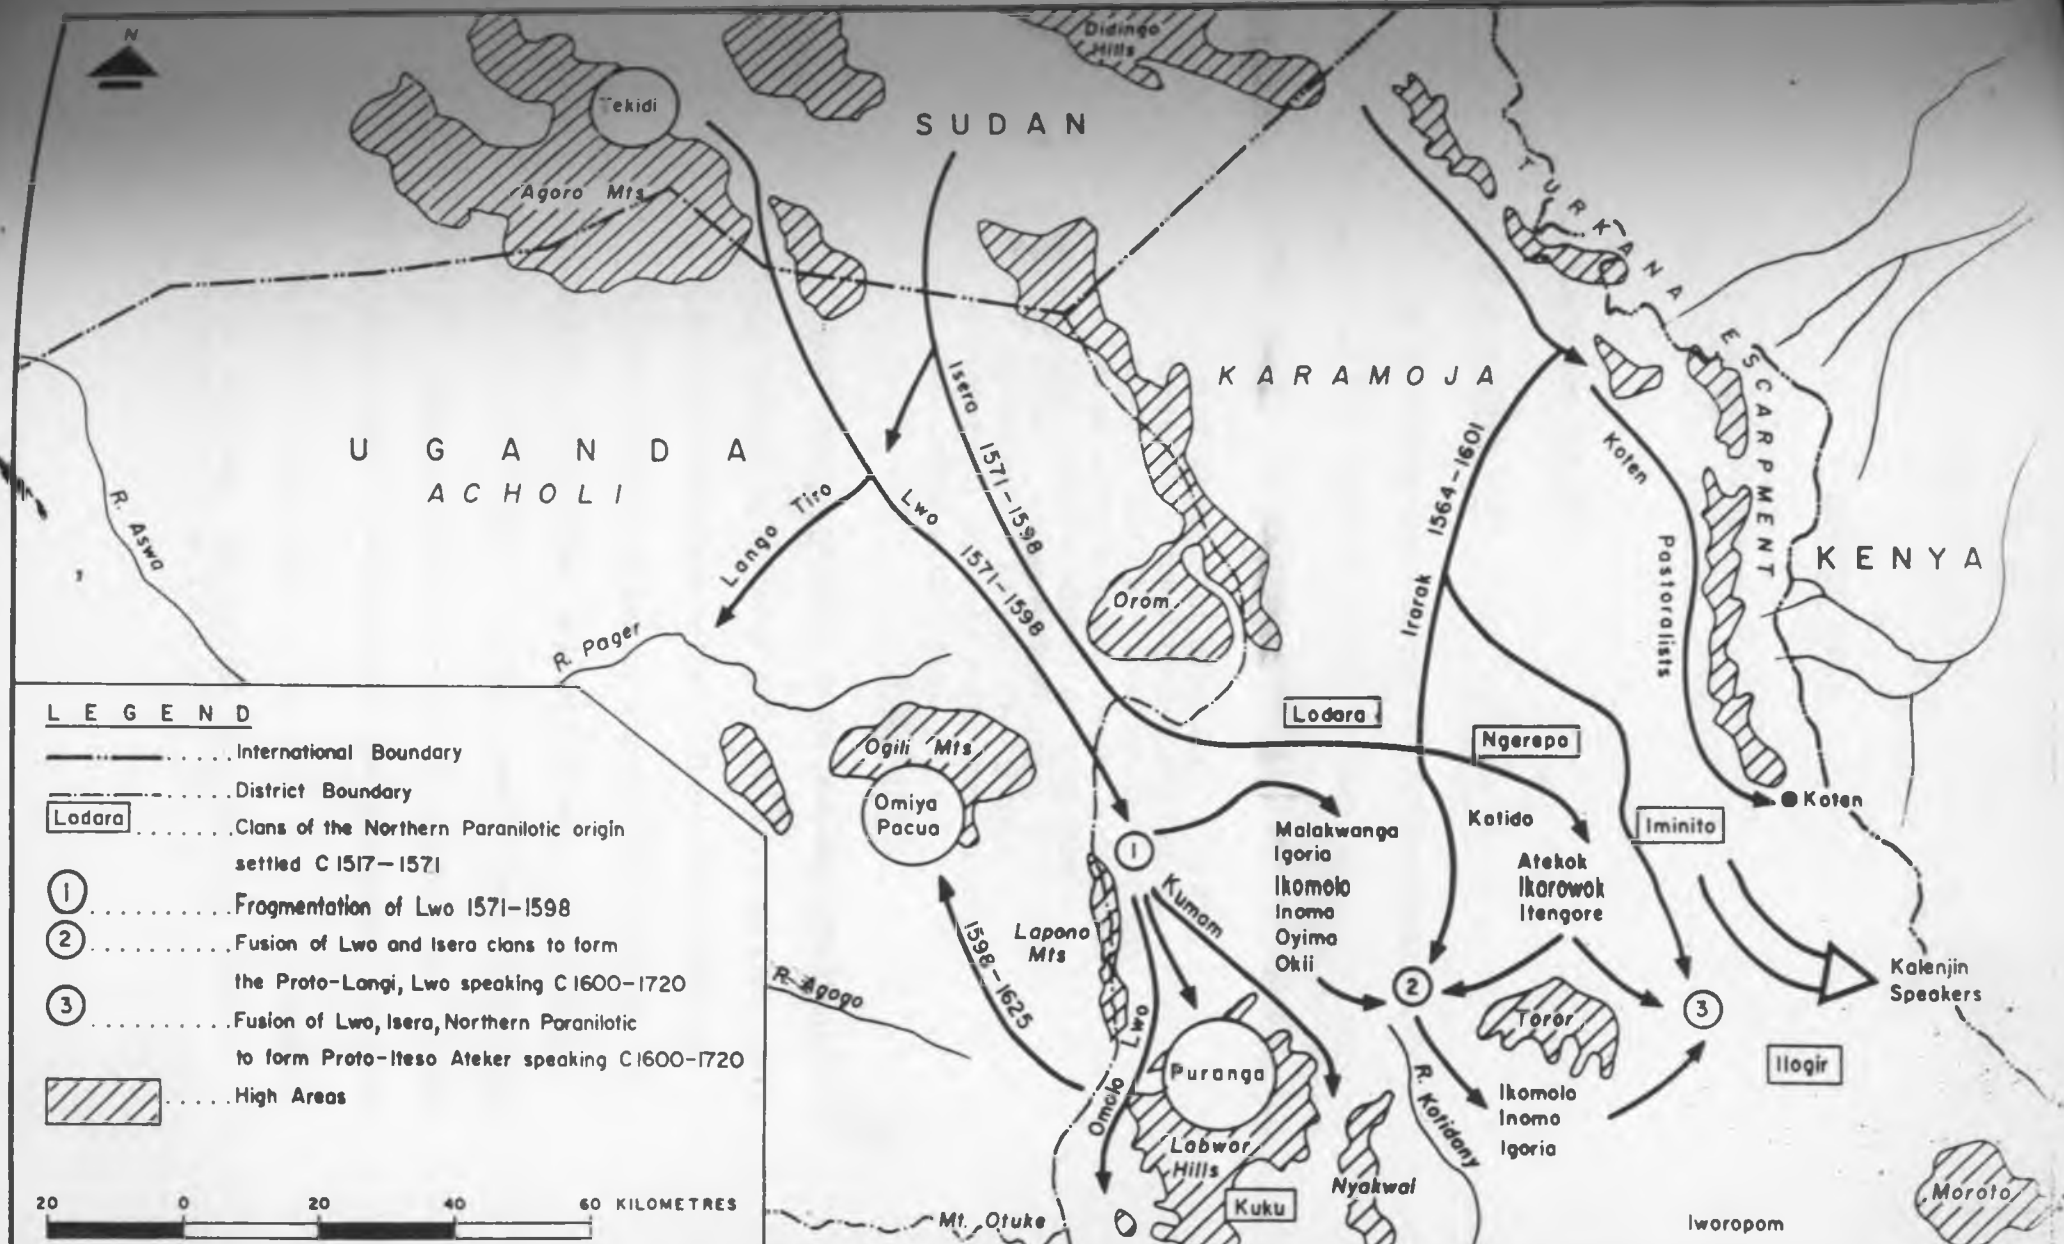 N
Didinga
Hills
Tekidi
SUDAN
Agoro Mts
TURKANA ESCARPMENT
KARAMOJA
UGANDA
ACHOLI
Isera 1571-1598
Lwo 1571-1598
Lango Tiro
Irarak 1564-1601
Koten Pastoralists
KENYA
R. Aswa
R. Pager
Orom
Lodara
Ngerepo
Ogili Mts
Omiya
Pacua
Koten
Iminito
1
Malakwanga
Igoria
Ikomolo
Inoma
Oyima
Okii
Kotido
Atekok
Ikarowok
Itengore
Kumam
Lapono
Mts
1598-1625
R. Agogo
Lwo
Omolo
2
Toror
3
Kalenjin
Speakers
Ilogir
Puranga
Labwor
Hills
Kuku
R. Kotidany
Ikomolo
Inomo
Igoria
Nyakwai
Moroto
Iworopom
Mt. Otuke
LEGEND
International Boundary
District Boundary
Lodara Clans of the Northern Paranilotic origin
settled C 1517-1571
1 Fragmentation of Lwo 1571-1598
2 Fusion of Lwo and Isera clans to form
the Proto-Langi, Lwo speaking C 1600-1720
3 Fusion of Lwo, Isera, Northern Paranilotic
to form Proto-Iteso Ateker speaking C 1600-1720
High Areas
20 0 20 40 60 KILOMETRES